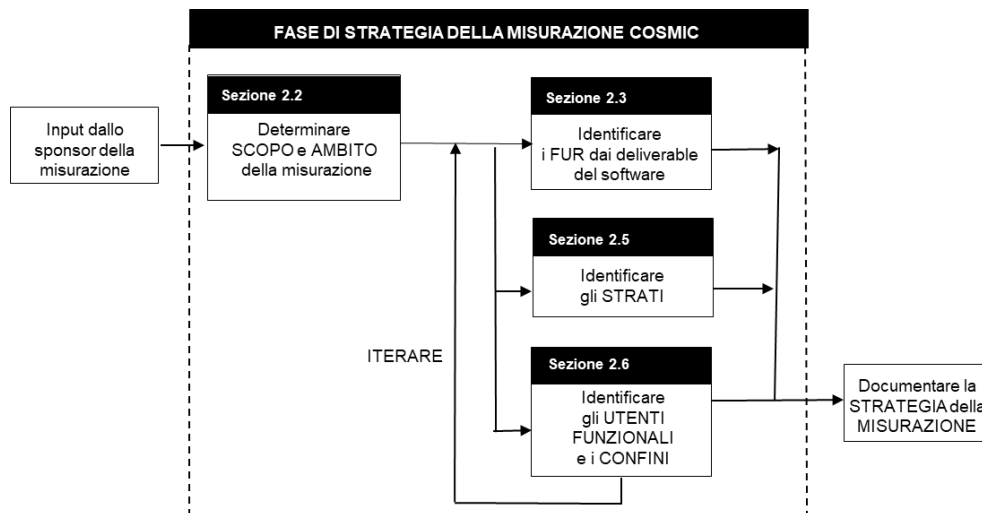 FASE DI STRATEGIA DELLA MISURAZIONE COSMIC
Input dallo
sponsor della
misurazione
Sezione 2.2
Determinare
SCOPO e AMBITO
della misurazione
Sezione 2.3
Identificare
i FUR dai deliverable
del software
Sezione 2.5
Identificare
gli STRATI
ITERARE
Sezione 2.6
Identificare
gli UTENTI
FUNZIONALI
e i CONFINI
Documentare la
STRATEGIA della
MISURAZIONE